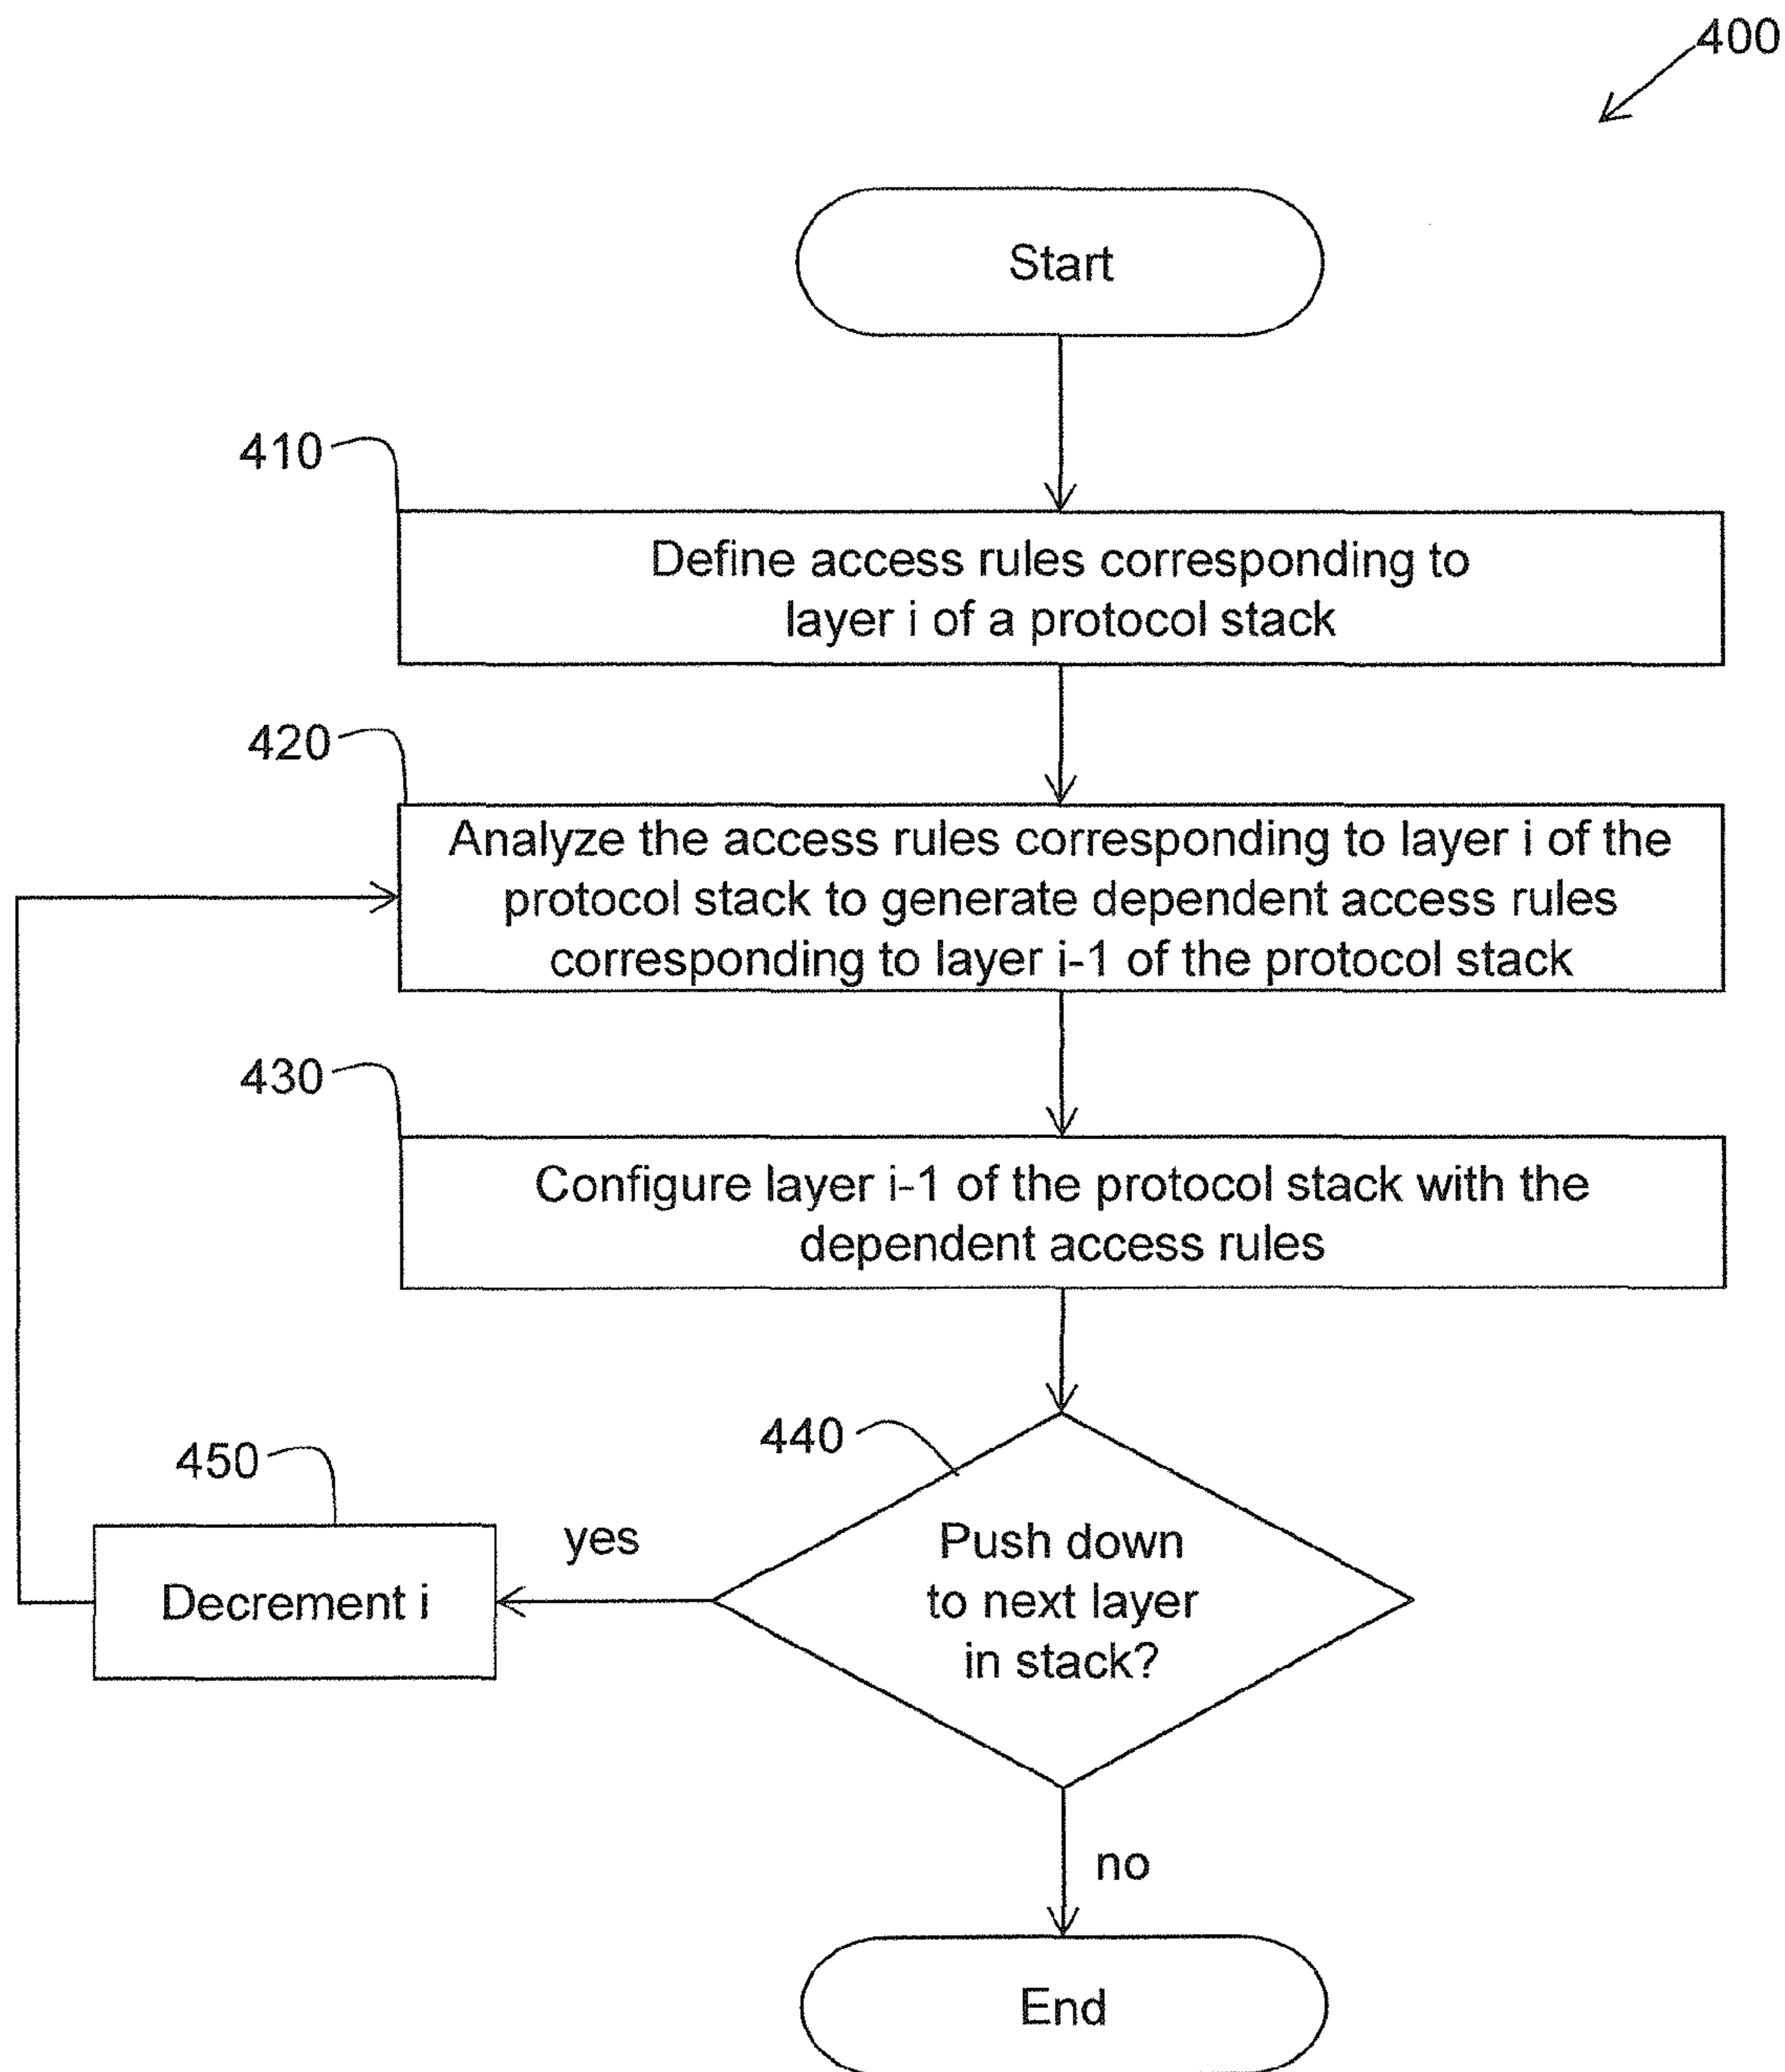 400
Start
410
Define access rules corresponding to
layer i of a protocol stack
420
Analyze the access rules corresponding to layer i of the
protocol stack to generate dependent access rules
corresponding to layer i-1 of the protocol stack
430
Configure layer i-1 of the protocol stack with the
dependent access rules
440
450
yes
Push down
to next layer
in stack?
Decrement i
no
End